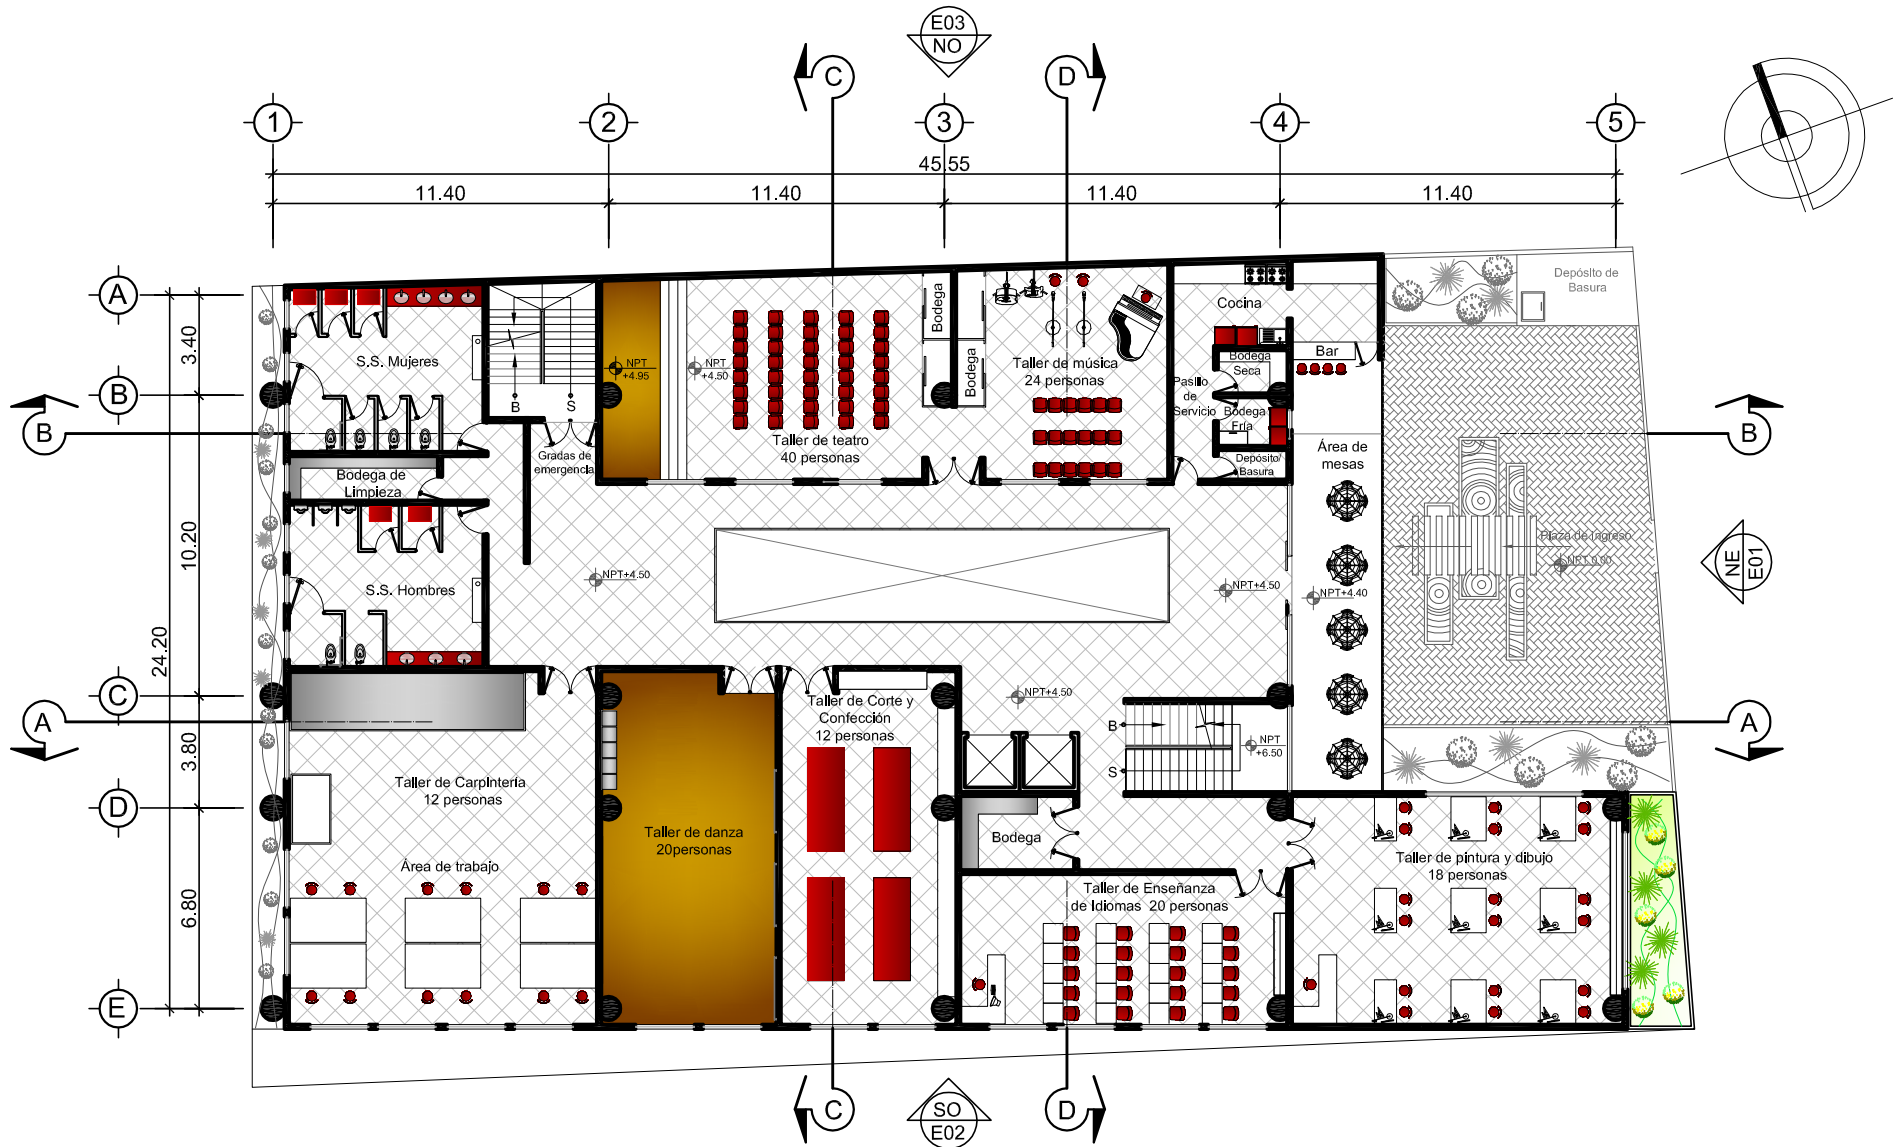 E03
NO
C
D
1
2
3
4
5
45.55
11.40
11.40
11.40
11.40
A
B
C
D
E
3.40
10.20
3.80
6.80
24.20
B
A
B
A
NE
E01
S.S. Mujeres
Bodega de
Limpieza
S.S. Hombres
B
S
Gradas de
emergencia
NPT
+4.95
NPT
+4.50
Taller de teatro
40 personas
Bodega
Bodega
Taller de música
24 personas
Cocina
Bodega
Seca
Pasillo
de
Servicio
Bodega
Fría
Depósito/
Basura
Bar
Área de
mesas
Depósito de
Basura
Plaza de Ingreso
NPT 0.00
NPT+4.50
NPT+4.50
NPT+4.40
NPT+4.50
B
S
NPT
+6.50
Taller de Carpintería
12 personas
Área de trabajo
Taller de danza
20personas
Taller de Corte y
Confección
12 personas
Bodega
Taller de Enseñanza
de Idiomas 20 personas
Taller de pintura y dibujo
18 personas
C
D
SO
E02